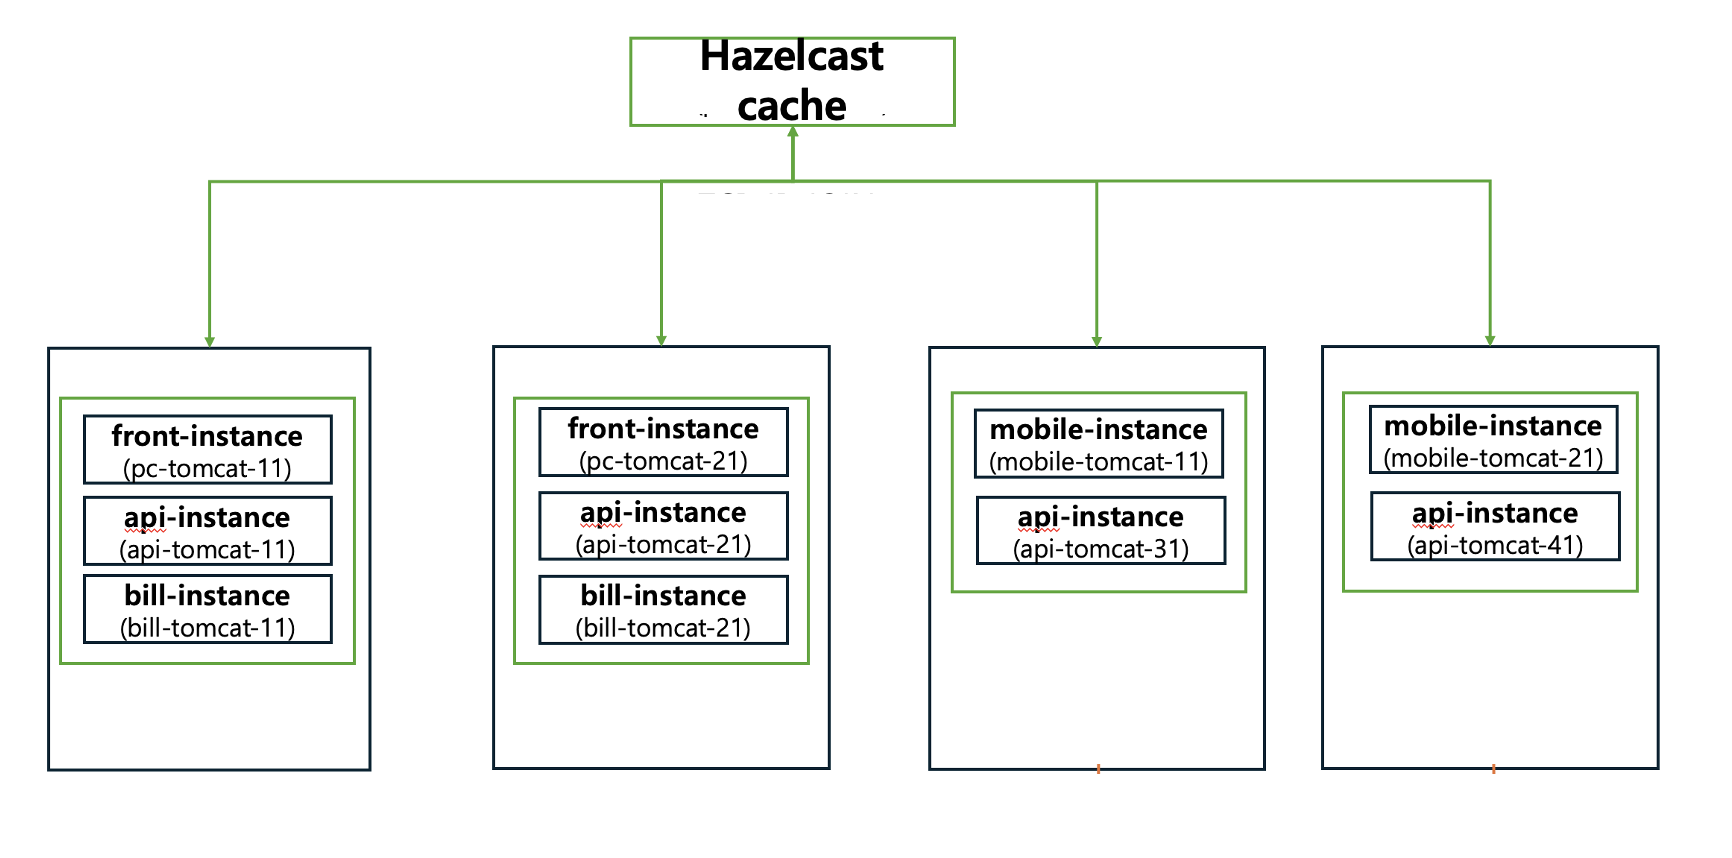 Hazelcast
cache
front-instance
(pc-tomcat-11)
api-instance
(api-tomcat-11)
bill-instance
(bill-tomcat-11)
front-instance
(pc-tomcat-21)
api-instance
(api-tomcat-21)
bill-instance
(bill-tomcat-21)
mobile-instance
(mobile-tomcat-11)
api-instance
(api-tomcat-31)
mobile-instance
(mobile-tomcat-21)
api-instance
(api-tomcat-41)